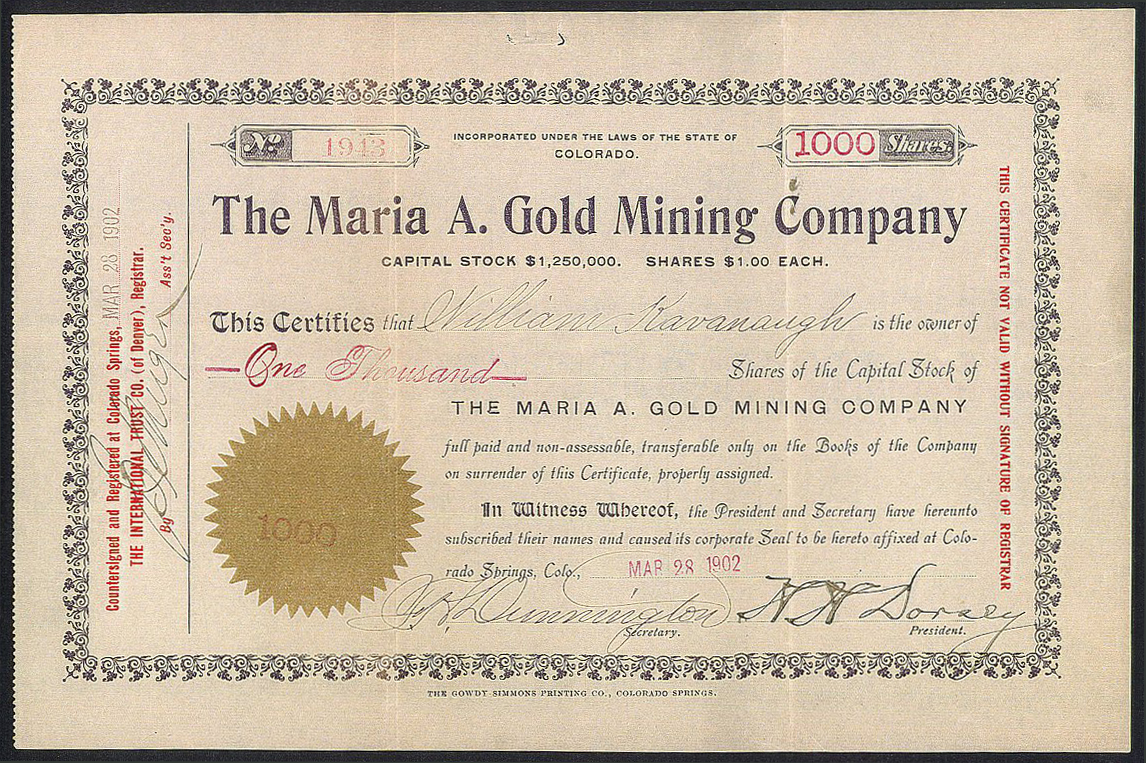 No. 1943
INCORPORATED UNDER THE LAWS OF THE STATE OF
COLORADO.
1000 Shares.
The Maria A. Gold Mining Company
CAPITAL STOCK $1,250,000. SHARES $1.00 EACH.
This Certifies that William Kavanaugh is the owner of
One Thousand Shares of the Capital Stock of
THE MARIA A. GOLD MINING COMPANY
full paid and non-assessable, transferable only on the Books of the Company
on surrender of this Certificate, properly assigned.
In Witness Whereof, the President and Secretary have hereunto
subscribed their names and caused its corporate Seal to be hereto affixed at Colo-
rado Springs, Colo., MAR 28 1902
1000
Dorsey
Secretary. President.
THE GOWDY-SIMMONS PRINTING CO., COLORADO SPRINGS.
Countersigned and Registered at Colorado Springs, MAR 28 1902
THE INTERNATIONAL TRUST CO. (of Denver), Registrar.
By Ass't Sec'y.
THIS CERTIFICATE NOT VALID WITHOUT SIGNATURE OF REGISTRAR